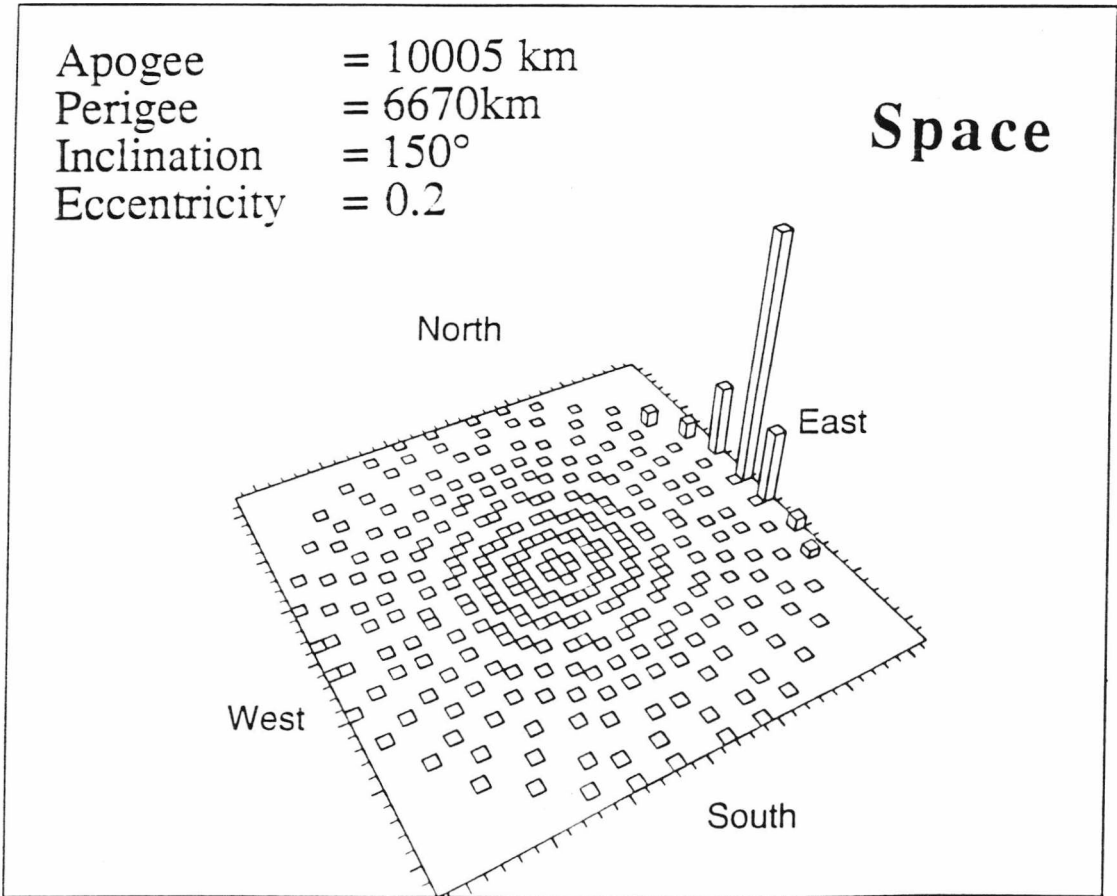 Apogee = 10005 km
Perigee = 6670km
Inclination = 150°
Eccentricity = 0.2
Space
North
East
West
South